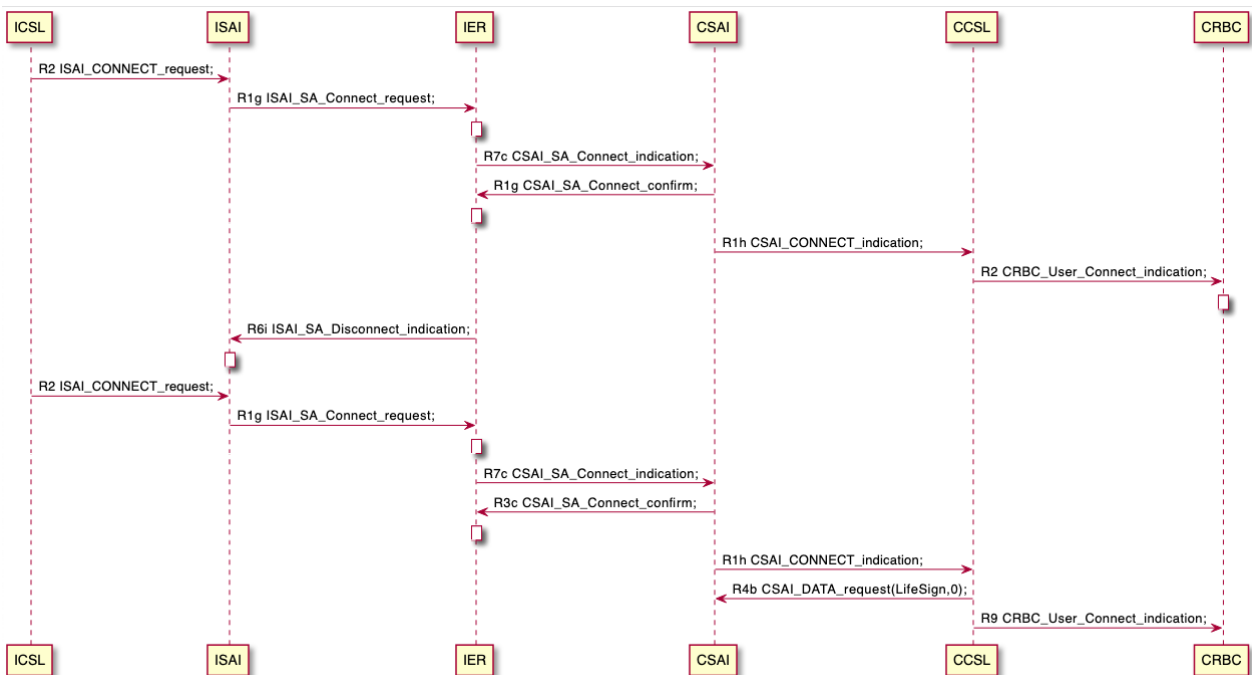 ICSL ISAI IER CSAI CCSL CRBC
R2 ISAI_CONNECT_request;
R1g ISAI_SA_Connect_request;
R7c CSAI_SA_Connect_indication;
R1g CSAI_SA_Connect_confirm;
R1h CSAI_CONNECT_indication;
R2 CRBC_User_Connect_indication;
R6i ISAI_SA_Disconnect_indication;
R2 ISAI_CONNECT_request;
R1g ISAI_SA_Connect_request;
R7c CSAI_SA_Connect_indication;
R3c CSAI_SA_Connect_confirm;
R1h CSAI_CONNECT_indication;
R4b CSAI_DATA_request(LifeSign,0);
R9 CRBC_User_Connect_indication;
ICSL ISAI IER CSAI CCSL CRBC